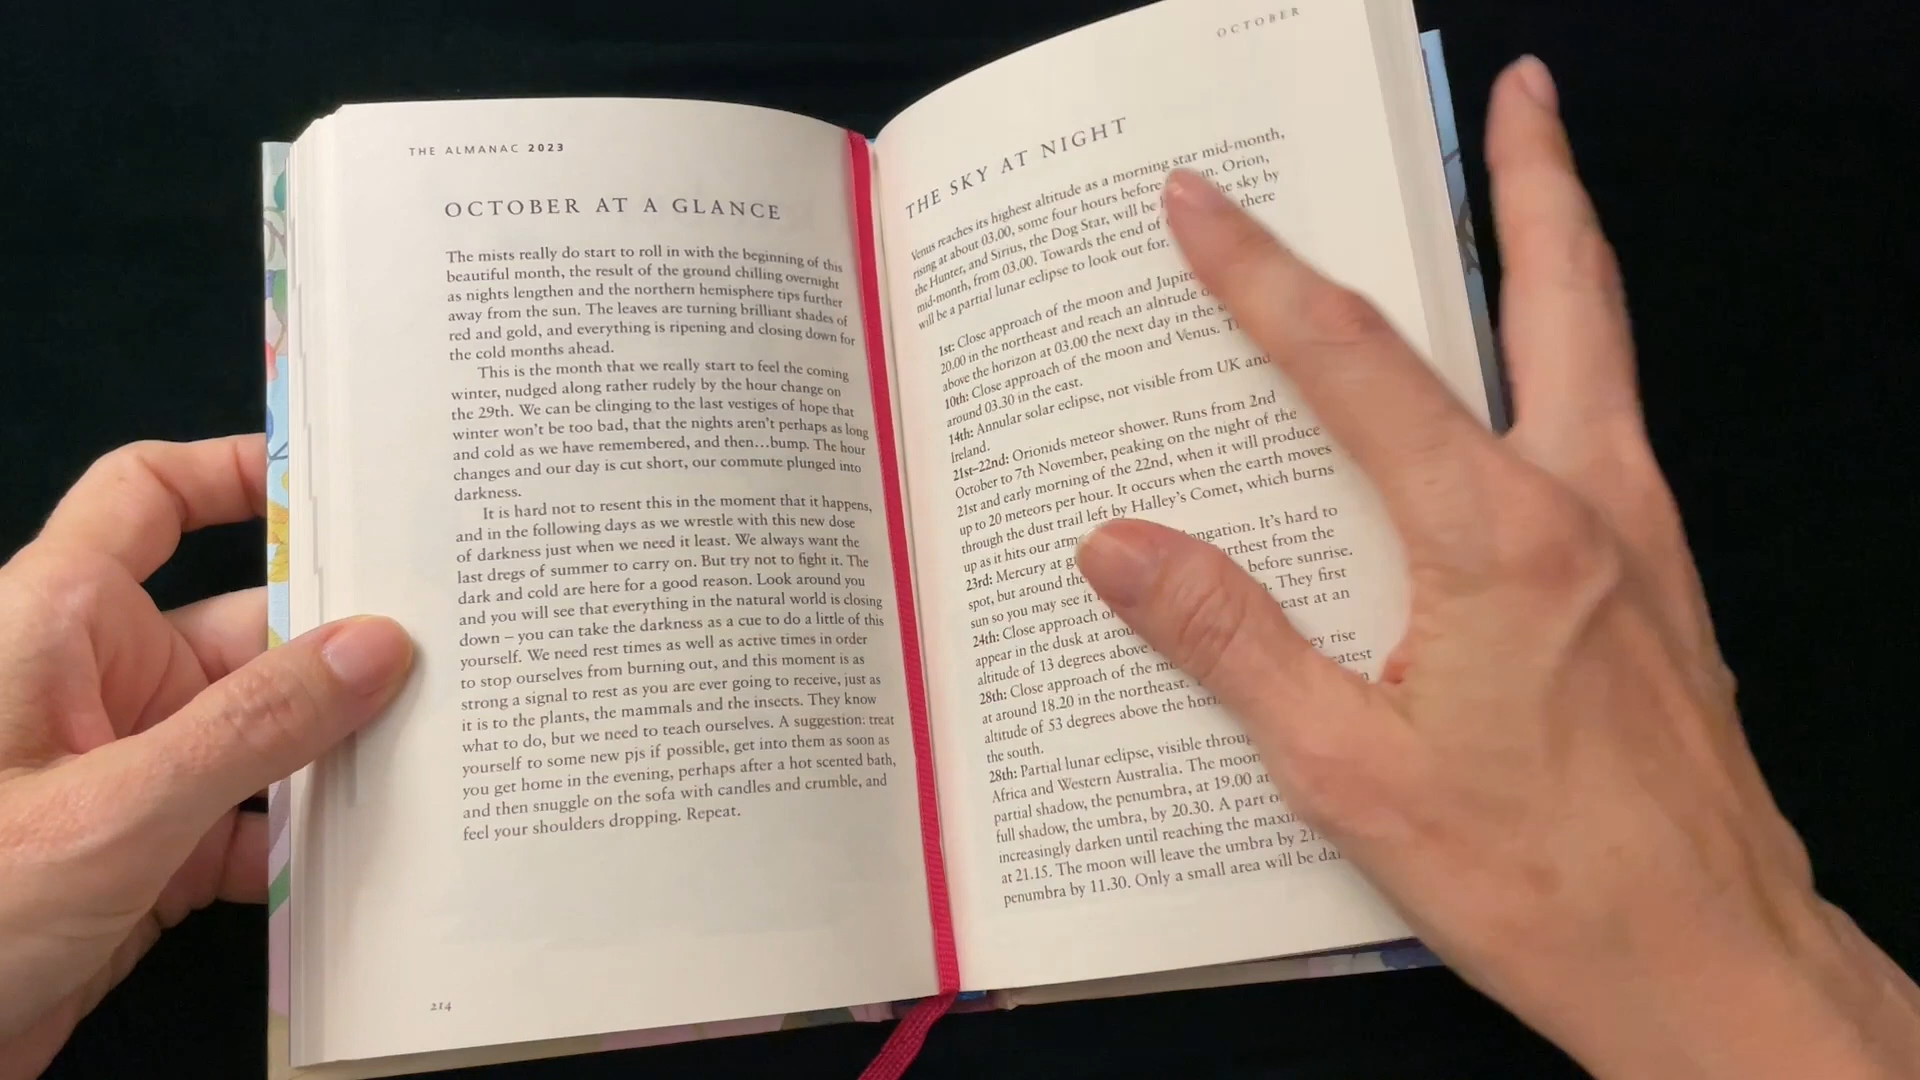 THE ALMANAC 2023
OCTOBER AT A GLANCE
The mists really do start to roll in with the beginning of this
beautiful month, the result of the ground chilling overnight
as nights lengthen and the northern hemisphere tips further
away from the sun. The leaves are turning brilliant shades of
red and gold, and everything is ripening and closing down for
the cold months ahead.
This is the month that we really start to feel the coming
winter, nudged along rather rudely by the hour change on
the 29th. We can be clinging to the last vestiges of hope that
winter won't be too bad, that the nights aren't perhaps as long
and cold as we have remembered, and then...bump. The hour
changes and our day is cut short, our commute plunged into
darkness.
It is hard not to resent this in the moment that it happens,
and in the following days as we wrestle with this new dose
of darkness just when we need it least. We always want the
last dregs of summer to carry on. But try not to fight it. The
dark and cold are here for a good reason. Look around you
and you will see that everything in the natural world is closing
down – you can take the darkness as a cue to do a little of this
yourself. We need rest times as well as active times in order
to stop ourselves from burning out, and this moment is as
strong a signal to rest as you are ever going to receive, just as
it is to the plants, the mammals and the insects. They know
what to do, but we need to teach ourselves. A suggestion: treat
yourself to some new pjs if possible, get into them as soon as
you get home in the evening, perhaps after a hot scented bath,
and then snuggle on the sofa with candles and crumble, and
feel your shoulders dropping. Repeat.
214
OCTOBER
THE SKY AT NIGHT
Venus reaches its highest altitude as a morning star mid-month,
rising at about 03.00, some four hours before Orion,
the Hunter, and Sirius, the Dog Star, will be the sky by
mid-month, from 03.00. Towards the end of there
will be a partial lunar eclipse to look out for.
1st: Close approach of the moon and
20.00 in the northeast and reach an altitude
above the horizon at 03.00 the next day in the
10th: Close approach of the moon and Venus.
around 03.30 in the east.
14th: Annular solar eclipse, not visible from UK and
Ireland.
21st–22nd: Orionids meteor shower. Runs from 2nd
October to 7th November, peaking on the night of the
21st and early morning of the 22nd, when it will produce
up to 20 meteors per hour. It occurs when the earth moves
through the dust trail left by Halley's Comet, which burns
up as it hits our
23rd: Mercury at It's hard to
spot, but around the from the
sun so you may see it before sunrise.
24th: Close approach They first
appear in the dusk at at an
altitude of 13 degrees above
28th: Close approach of the rise
at around 18.20 in the northeast.
altitude of 53 degrees above the
the south.
28th: Partial lunar eclipse, visible
Africa and Western Australia. The moon
partial shadow, the penumbra, at 19.00
full shadow, the umbra, by 20.30. A part
increasingly darken until reaching the
at 21.15. The moon will leave the umbra by
penumbra by 11.30. Only a small area will be